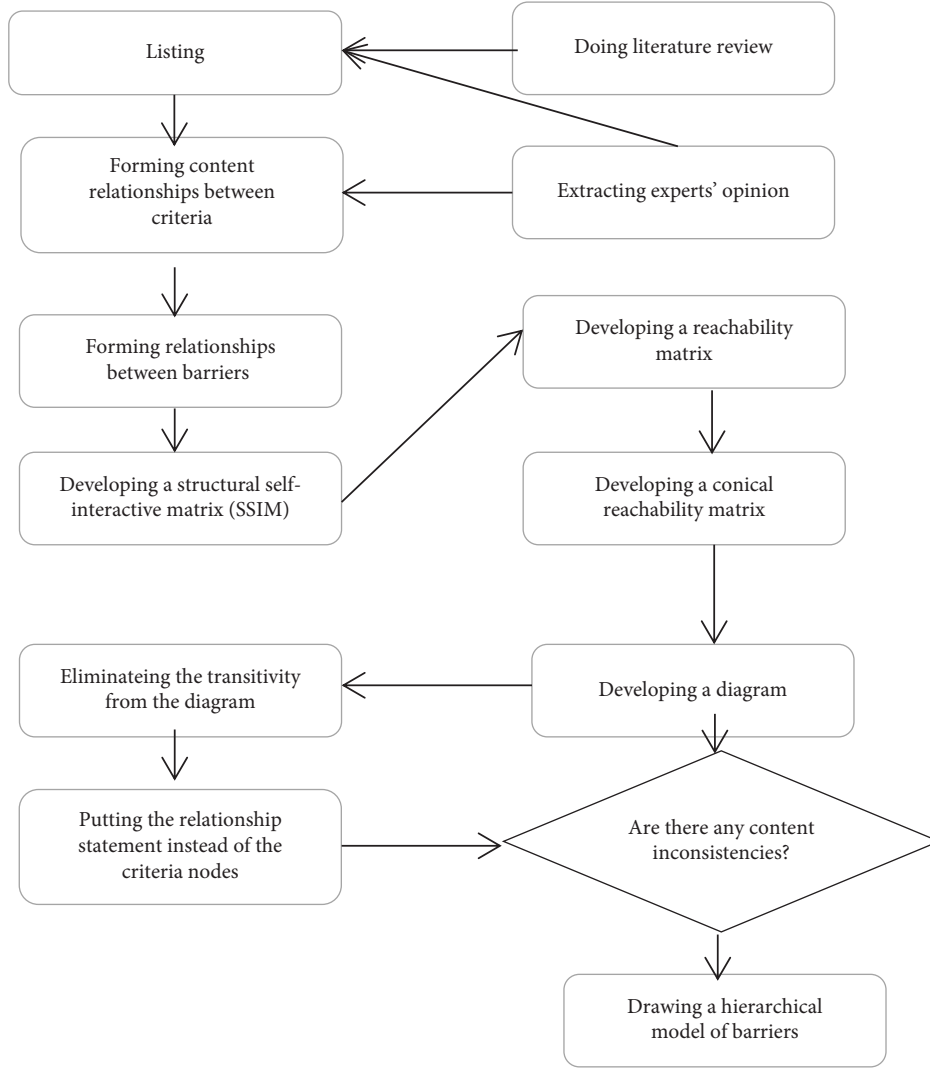 Listing
Doing literature review
Forming content
relationships between
criteria
Extracting experts’ opinion
Forming relationships
between barriers
Developing a reachability
matrix
Developing a structural self-
interactive matrix (SSIM)
Developing a conical
reachability matrix
Eliminateing the transitivity
from the diagram
Developing a diagram
Putting the relationship
statement instead of the
criteria nodes
Are there any content
inconsistencies?
Drawing a hierarchical
model of barriers